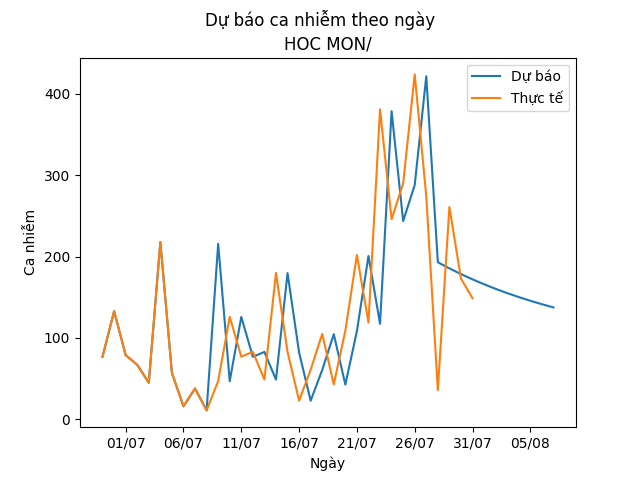 Dự báo ca nhiễm theo ngày
HOC MON/
Dự báo
Thực tế
Ca nhiễm
400
300
200
100
0
01/07 06/07 11/07 16/07 21/07 26/07 31/07 05/08
Ngày